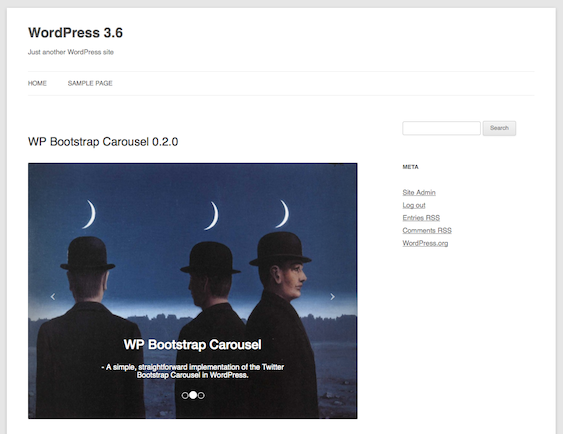 WordPress 3.6
Just another WordPress site
HOME SAMPLE PAGE
Search
WP Bootstrap Carousel 0.2.0
WP Bootstrap Carousel
- A simple, straightforward implementation of the Twitter
Bootstrap Carousel in WordPress.
META
Site Admin
Log out
Entries RSS
Comments RSS
WordPress.org